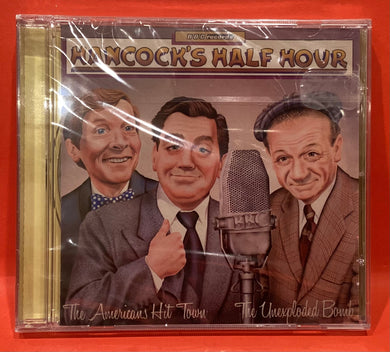 BBC records
HANCOCK'S HALF HOUR
The Americans Hit Town
The Unexploded Bomb